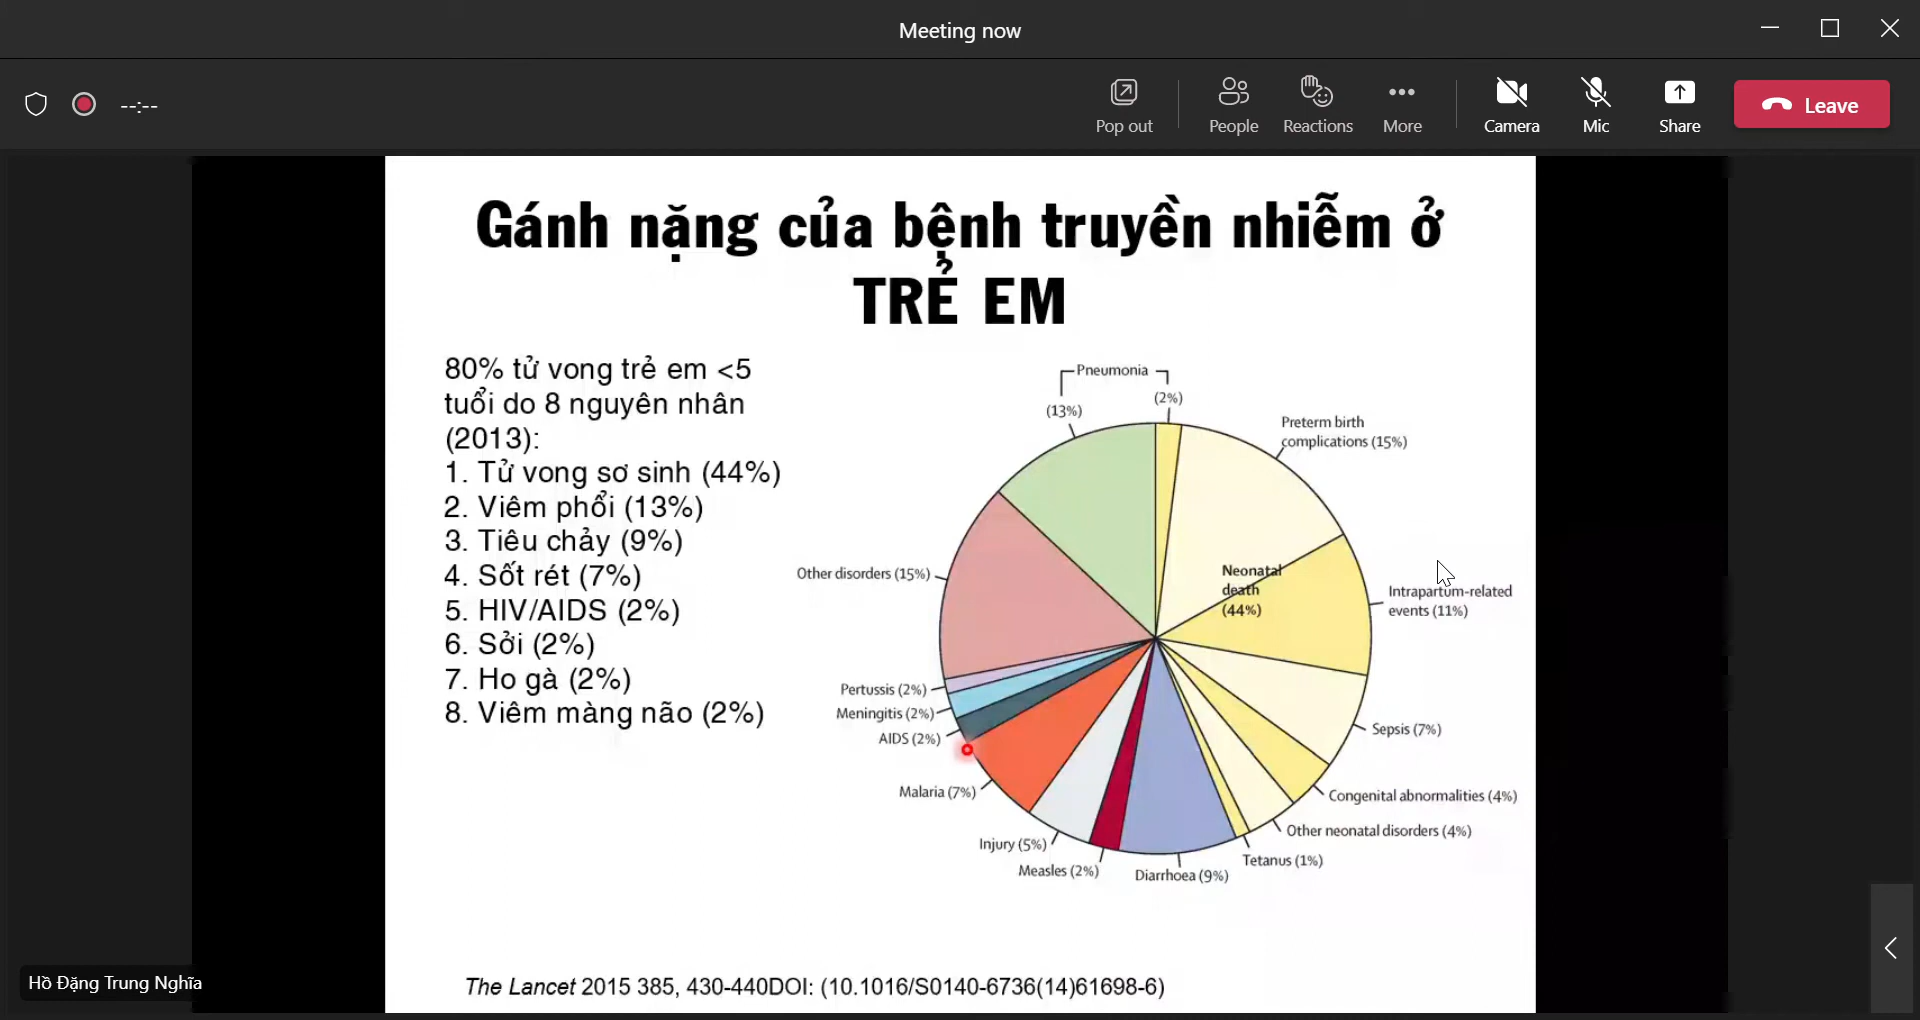 Meeting now
--:--
Pop out
People
Reactions
More
Camera
Mic
Share
Leave
Gánh nặng của bệnh truyền nhiễm ở
TRẺ EM
80% tử vong trẻ em <5
tuổi do 8 nguyên nhân
(2013):
1. Tử vong sơ sinh (44%)
2. Viêm phổi (13%)
3. Tiêu chảy (9%)
4. Sốt rét (7%)
5. HIV/AIDS (2%)
6. Sởi (2%)
7. Ho gà (2%)
8. Viêm màng não (2%)
Pneumonia
(13%)
(2%)
Preterm birth
complications (15%)
Neonatal
death
(44%)
Intrapartum-related
events (11%)
Sepsis (7%)
Congenital abnormalities (4%)
Other neonatal disorders (4%)
Tetanus (1%)
Diarrhoea (9%)
Measles (2%)
Injury (5%)
Malaria (7%)
AIDS (2%)
Meningitis (2%)
Pertussis (2%)
Other disorders (15%)
The Lancet 2015 385, 430-440DOI: (10.1016/S0140-6736(14)61698-6)
Hồ Đặng Trung Nghĩa